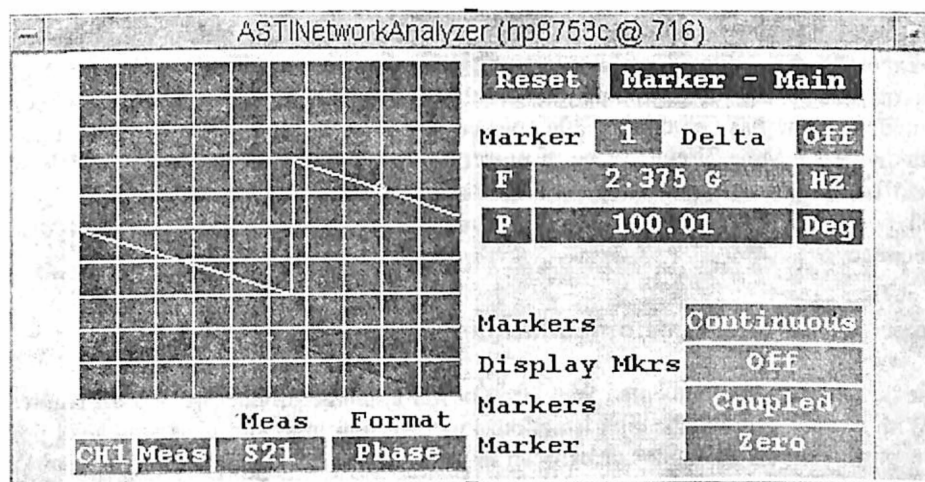 ASTINetworkAnalyzer (hp8753c @ 716)
Reset Marker - Main
Marker 1 Delta Off
F 2.375 G Hz
P 100.01 Deg
Markers Continuous
Display Mkrs Off
Markers Coupled
Marker Zero
Meas Format
CH1 Meas S21 Phase